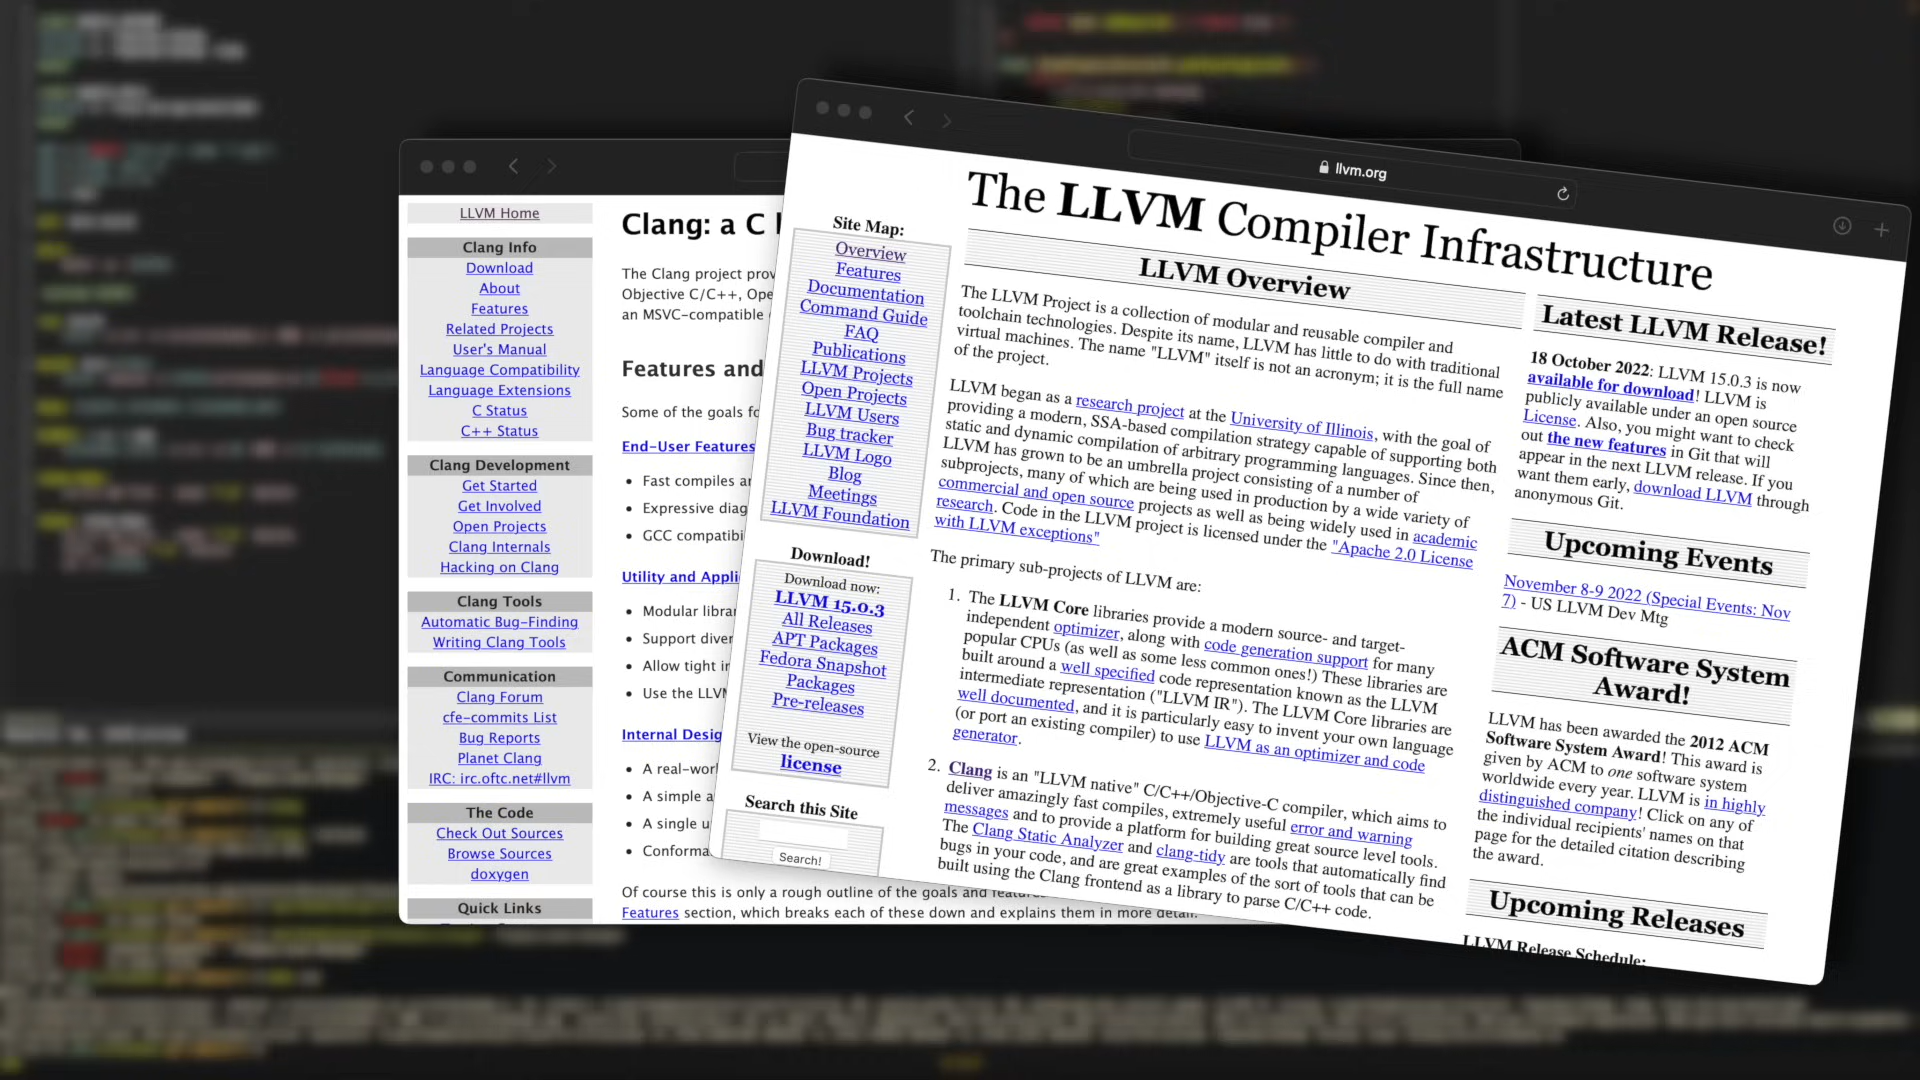 LLVM Home
Clang Info
Download
About
Features
Related Projects
User's Manual
Language Compatibility
Language Extensions
C Status
C++ Status
Clang Development
Get Started
Get Involved
Open Projects
Clang Internals
Hacking on Clang
Clang Tools
Automatic Bug-Finding
Writing Clang Tools
Communication
Clang Forum
cfe-commits List
Bug Reports
Planet Clang
IRC: irc.oftc.net#llvm
The Code
Check Out Sources
Browse Sources
doxygen
Quick Links
Clang: a C
The Clang project
Objective C/C++,
an MSVC-compatible
Features and
Some of the goals
End-User Features
• Fast compiles
• Expressive
• GCC
Utility and
• Modular
• Support
• Allow tight
• Use the
Internal
• A
• A simple
• A single
•
Of course this is only a rough outline of the goals and
Features section, which breaks each of these down and explains them in more detail.
llvm.org
The LLVM Compiler Infrastructure
Site Map:
Overview
Features
Documentation
Command Guide
FAQ
Publications
LLVM Projects
Open Projects
LLVM Users
Bug tracker
LLVM Logo
Blog
Meetings
LLVM Foundation
Download!
Download now:
LLVM 15.0.3
All Releases
APT Packages
Fedora Snapshot
Packages
Pre-releases
View the open-source
license
Search this Site
Search!
LLVM Overview
The LLVM Project is a collection of modular and reusable compiler and
toolchain technologies. Despite its name, LLVM has little to do with traditional
virtual machines. The name "LLVM" itself is not an acronym; it is the full name
of the project.
LLVM began as a research project at the University of Illinois, with the goal of
providing a modern, SSA-based compilation strategy capable of supporting both
static and dynamic compilation of arbitrary programming languages. Since then,
LLVM has grown to be an umbrella project consisting of a number of
subprojects, many of which are being used in production by a wide variety of
commercial and open source projects as well as being widely used in academic
research. Code in the LLVM project is licensed under the "Apache 2.0 License
with LLVM exceptions"
The primary sub-projects of LLVM are:
1. The LLVM Core libraries provide a modern source- and target-
independent optimizer, along with code generation support for many
popular CPUs (as well as some less common ones!) These libraries are
built around a well specified code representation known as the LLVM
intermediate representation ("LLVM IR"). The LLVM Core libraries are
well documented, and it is particularly easy to invent your own language
(or port an existing compiler) to use LLVM as an optimizer and code
generator.
2. Clang is an "LLVM native" C/C++/Objective-C compiler, which aims to
deliver amazingly fast compiles, extremely useful error and warning
messages and to provide a platform for building great source level tools.
The Clang Static Analyzer and clang-tidy are tools that automatically find
bugs in your code, and are great examples of the sort of tools that can be
built using the Clang frontend as a library to parse C/C++ code.
Latest LLVM Release!
18 October 2022: LLVM 15.0.3 is now
available for download! LLVM is
publicly available under an open source
License. Also, you might want to check
out the new features in Git that will
appear in the next LLVM release. If you
want them early, download LLVM through
anonymous Git.
Upcoming Events
November 8-9 2022 (Special Events: Nov
7) - US LLVM Dev Mtg
ACM Software System
Award!
LLVM has been awarded the 2012 ACM
Software System Award! This award is
given by ACM to one software system
worldwide every year. LLVM is in highly
distinguished company! Click on any of
the individual recipients' names on that
page for the detailed citation describing
the award.
Upcoming Releases
LLVM Release Schedule: